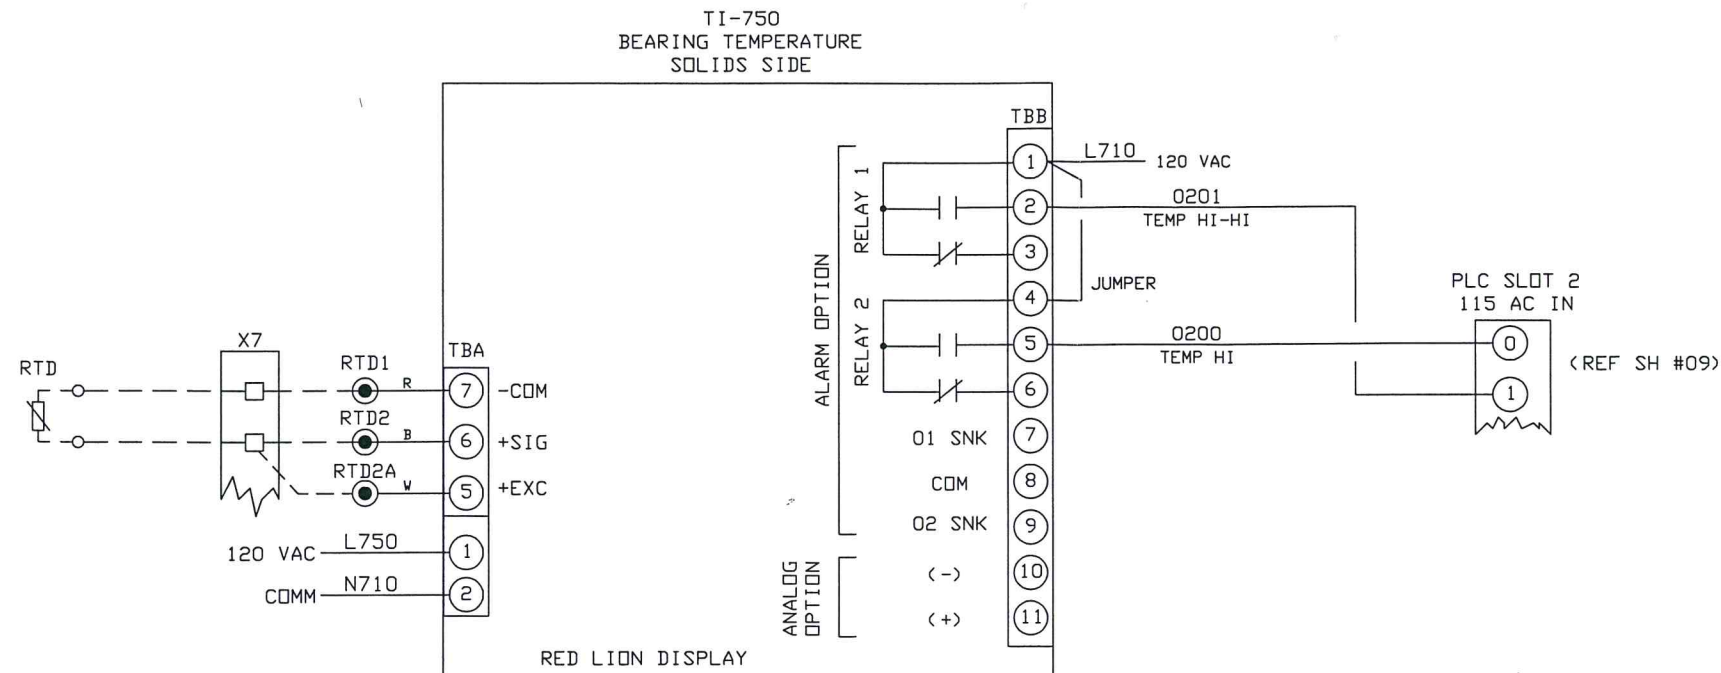 TI-750
BEARING TEMPERATURE
SOLIDS SIDE
TBB
1
L710
120 VAC
RELAY 1
2
0201
TEMP HI-HI
3
ALARM OPTION
JUMPER
4
RELAY 2
PLC SLOT 2
115 AC IN
5
0200
TEMP HI
0
(REF SH #09)
6
1
X7
TBA
RTD
RTD1
R
7
-COM
RTD2
B
6
+SIG
RTD2A
W
5
+EXC
O1 SNK
7
COM
8
O2 SNK
9
120 VAC
L750
1
COMM
N710
2
ANALOG
OPTION
(-)
10
(+)
11
RED LION DISPLAY